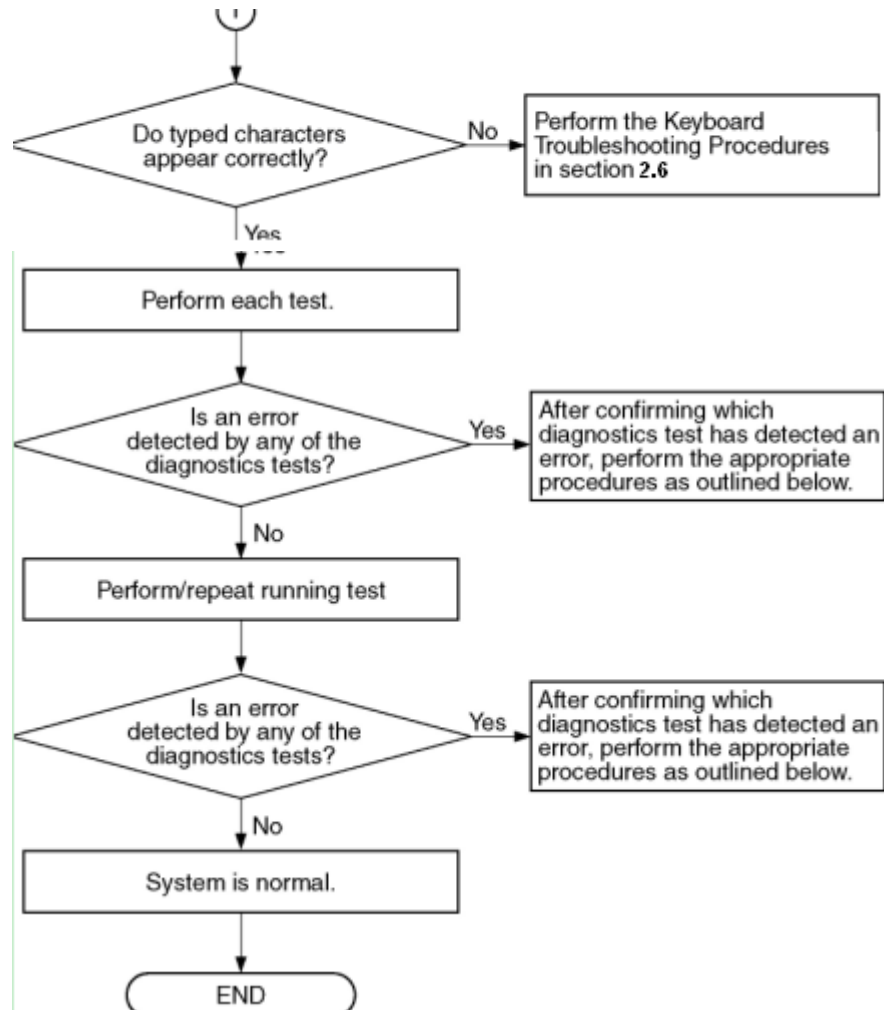 1
Do typed characters
appear correctly?
No
Perform the Keyboard
Troubleshooting Procedures
in section 2.6
Yes
Perform each test.
Is an error
detected by any of the
diagnostics tests?
Yes
After confirming which
diagnostics test has detected an
error, perform the appropriate
procedures as outlined below.
No
Perform/repeat running test
Is an error
detected by any of the
diagnostics tests?
Yes
After confirming which
diagnostics test has detected an
error, perform the appropriate
procedures as outlined below.
No
System is normal.
END